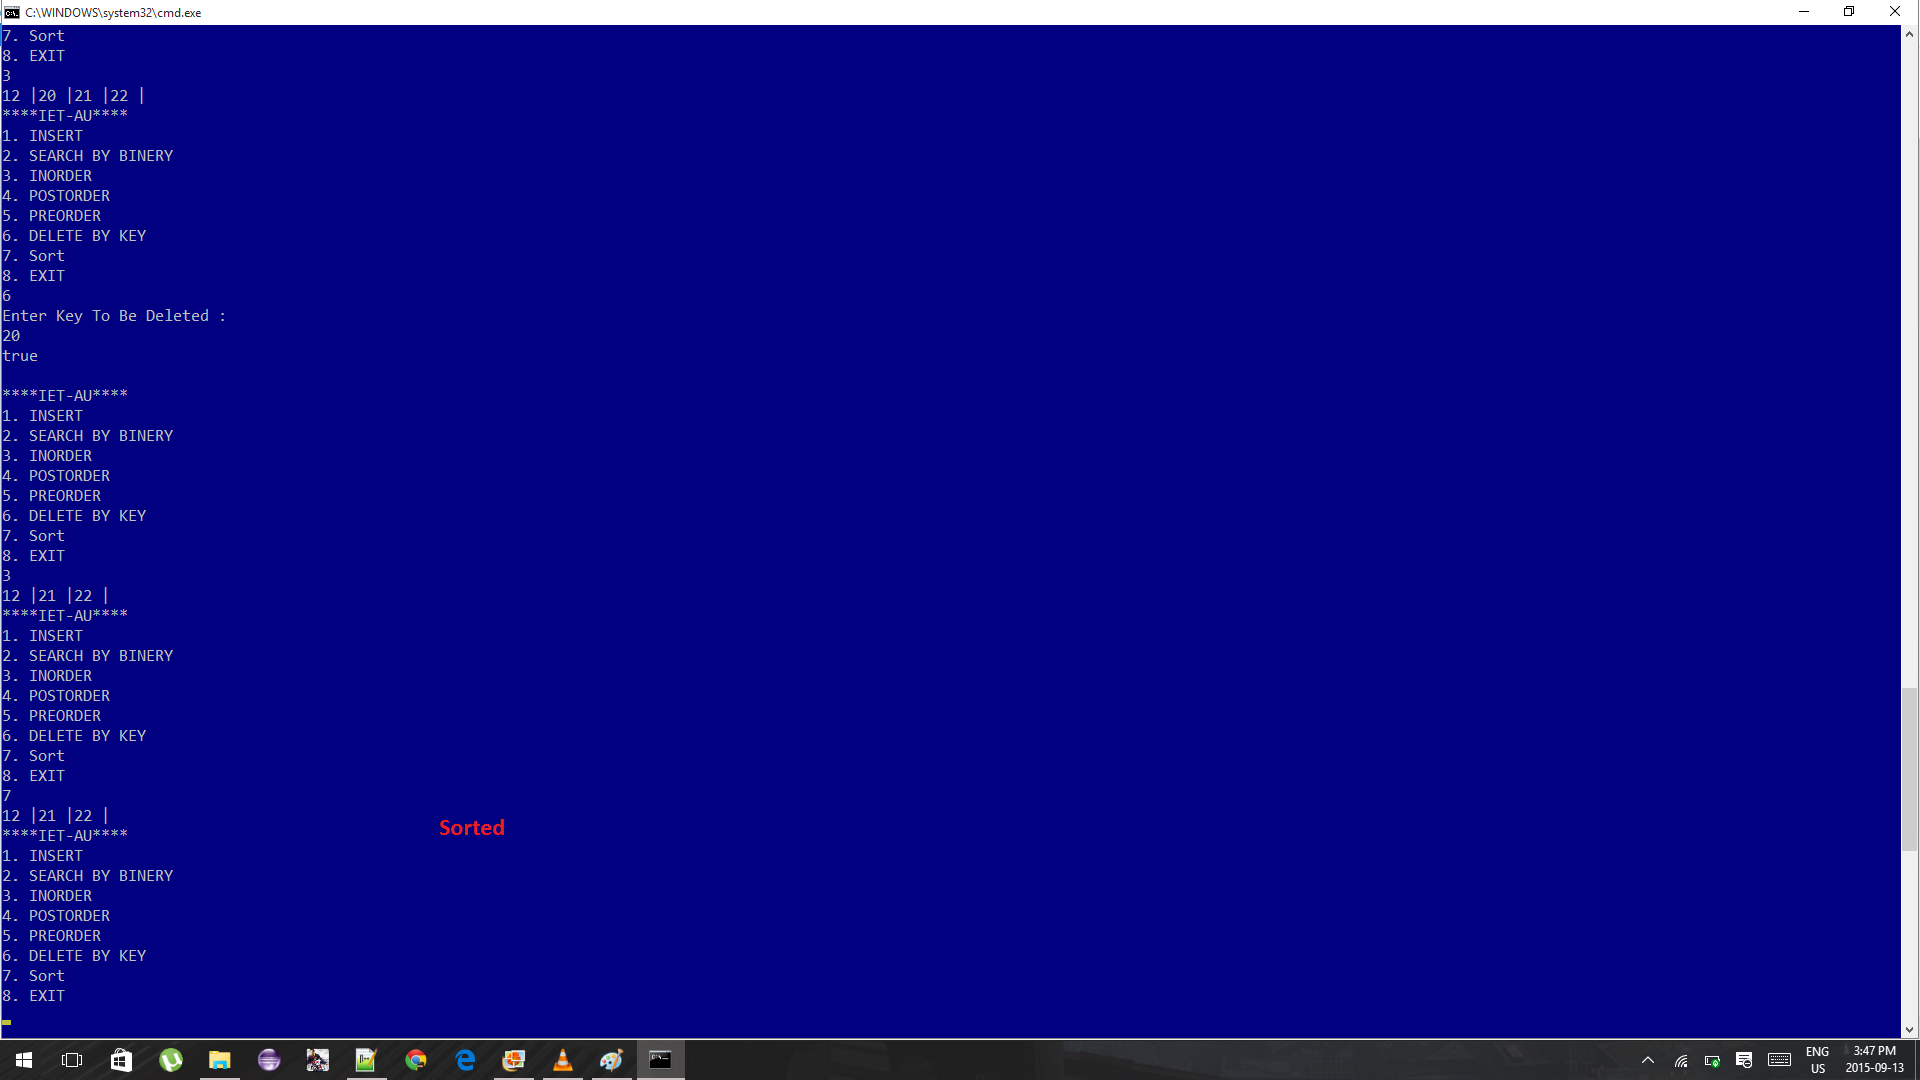 C:\WINDOWS\system32\cmd.exe
7. Sort
8. EXIT
3
12 |20 |21 |22 |
****IET-AU****
1. INSERT
2. SEARCH BY BINERY
3. INORDER
4. POSTORDER
5. PREORDER
6. DELETE BY KEY
7. Sort
8. EXIT
6
Enter Key To Be Deleted :
20
true
****IET-AU****
1. INSERT
2. SEARCH BY BINERY
3. INORDER
4. POSTORDER
5. PREORDER
6. DELETE BY KEY
7. Sort
8. EXIT
3
12 |21 |22 |
****IET-AU****
1. INSERT
2. SEARCH BY BINERY
3. INORDER
4. POSTORDER
5. PREORDER
6. DELETE BY KEY
7. Sort
8. EXIT
7
12 |21 |22 |
Sorted
****IET-AU****
1. INSERT
2. SEARCH BY BINERY
3. INORDER
4. POSTORDER
5. PREORDER
6. DELETE BY KEY
7. Sort
8. EXIT
ENG
US
3:47 PM
2015-09-13